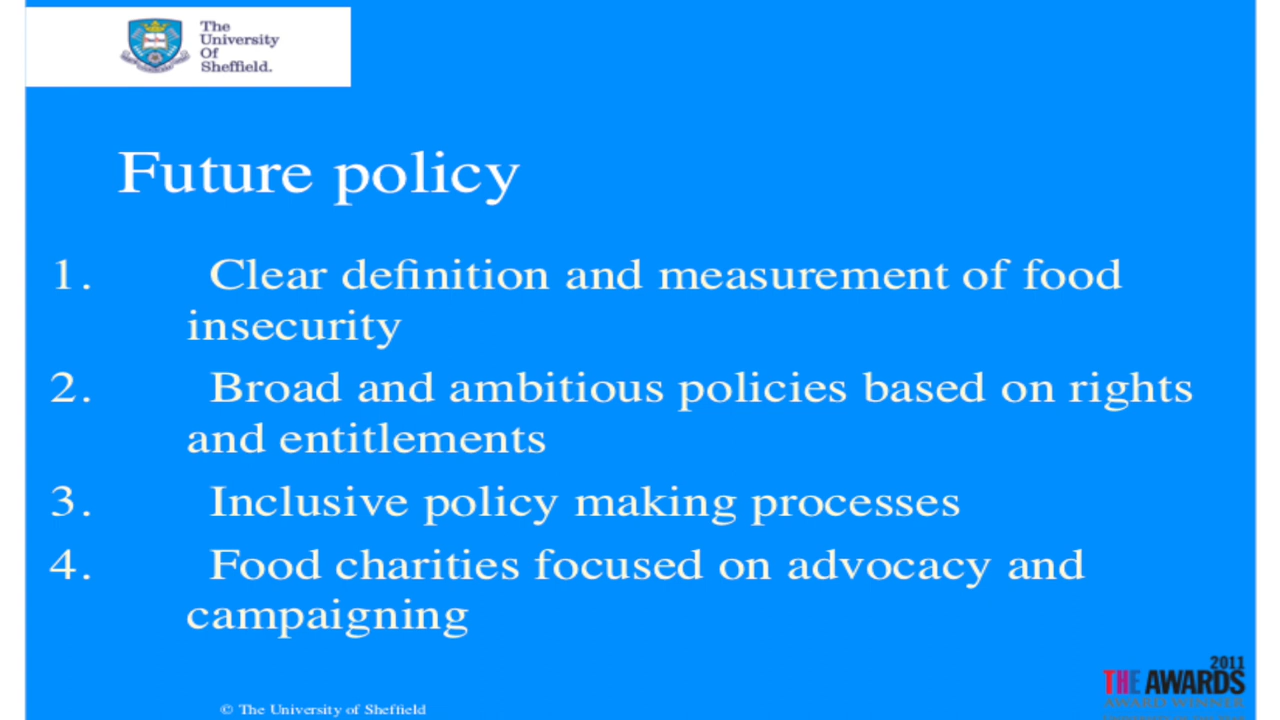 The
University
Of
Sheffield.
Future policy
1. Clear definition and measurement of food
insecurity
2. Broad and ambitious policies based on rights
and entitlements
3. Inclusive policy making processes
4. Food charities focused on advocacy and
campaigning
2011
THE AWARDS
AWARD WINNER
© The University of Sheffield